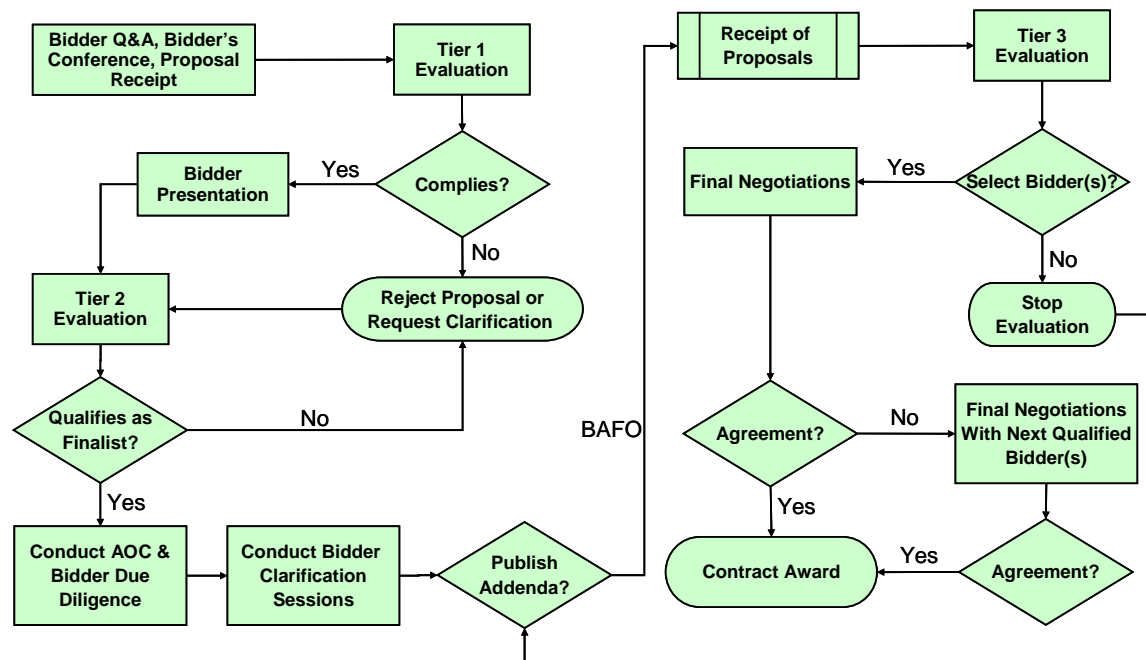 Bidder Q&A, Bidder's
Conference, Proposal
Receipt
Tier 1
Evaluation
Complies?
Yes
Bidder
Presentation
No
Reject Proposal or
Request Clarification
Tier 2
Evaluation
Qualifies as
Finalist?
No
Yes
Conduct AOC &
Bidder Due
Diligence
Conduct Bidder
Clarification
Sessions
Publish
Addenda?
BAFO
Receipt of
Proposals
Tier 3
Evaluation
Select Bidder(s)?
Yes
Final Negotiations
No
Stop
Evaluation
Agreement?
No
Final Negotiations
With Next Qualified
Bidder(s)
Yes
Contract Award
Agreement?
Yes